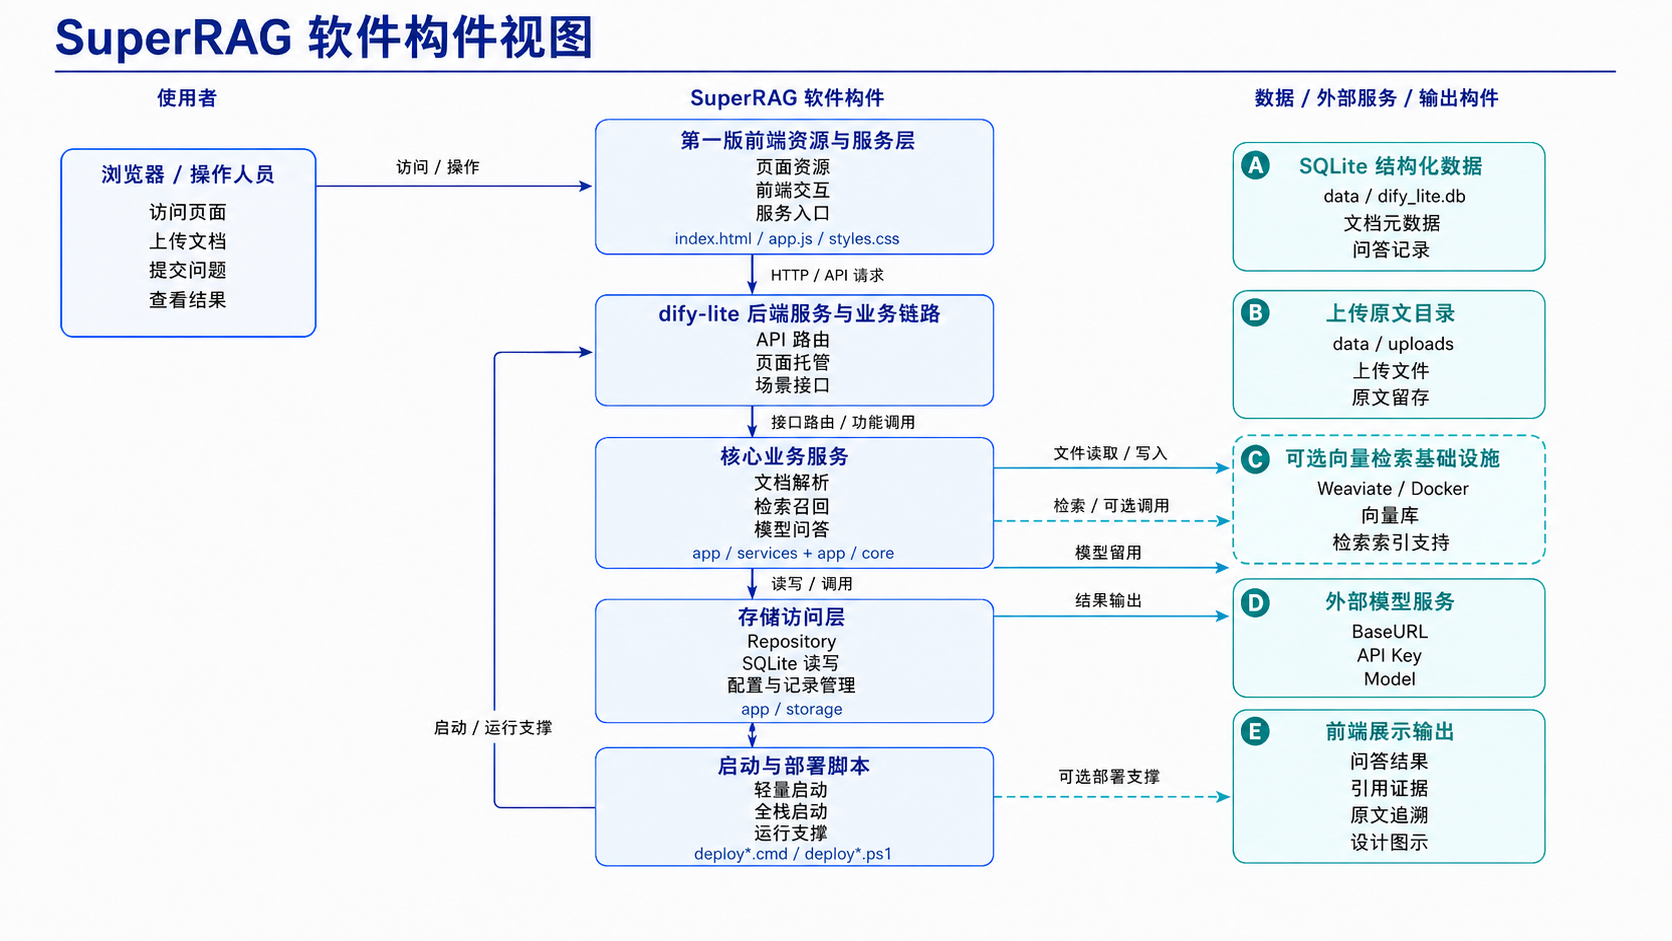 SuperRAG 软件构件视图
使用者
SuperRAG 软件构件
数据 / 外部服务 / 输出构件
浏览器 / 操作人员
访问页面
上传文档
提交问题
查看结果
访问 / 操作
第一版前端资源与服务层
页面资源
前端交互
服务入口
index.html / app.js / styles.css
HTTP / API 请求
dify-lite 后端服务与业务链路
API 路由
页面托管
场景接口
接口路由 / 功能调用
核心业务服务
文档解析
检索召回
模型问答
app / services + app / core
读写 / 调用
存储访问层
Repository
SQLite 读写
配置与记录管理
app / storage
启动与部署脚本
轻量启动
全栈启动
运行支撑
deploy*.cmd / deploy*.ps1
启动 / 运行支撑
文件读取 / 写入
检索 / 可选调用
模型留用
结果输出
可选部署支撑
A
SQLite 结构化数据
data / dify_lite.db
文档元数据
问答记录
B
上传原文目录
data / uploads
上传文件
原文留存
C
可选向量检索基础设施
Weaviate / Docker
向量库
检索索引支持
D
外部模型服务
BaseURL
API Key
Model
E
前端展示输出
问答结果
引用证据
原文追溯
设计图示